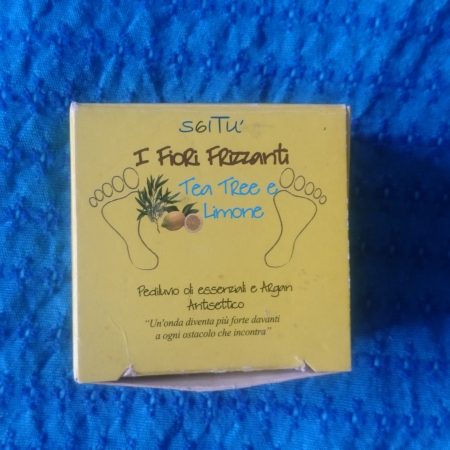 SGITU'
I Fiori Frizzanti
Tea Tree e
Limone
Pediluvio oli essenziali e Argan
Antisettico
"Un'onda diventa più forte davanti
a ogni ostacolo che incontra"